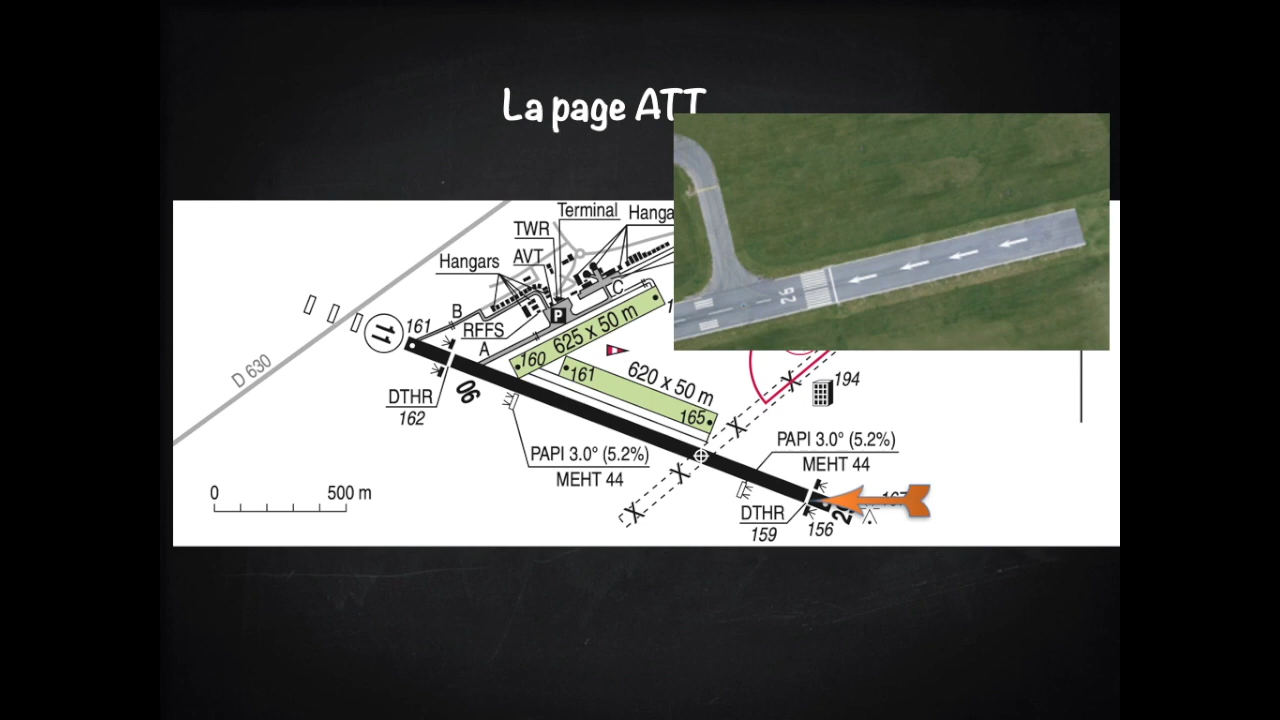 La page ATT
Terminal
Hanga
TWR
AVT
Hangars
C
B
P
11
161
RFFS
A
625 x 50 m
160
161
620 x 50 m
165
26
D 630
DTHR
162
06
194
PAPI 3.0° (5.2%)
MEHT 44
PAPI 3.0° (5.2%)
MEHT 44
0 500 m
DTHR
159
156
X
X
X
X